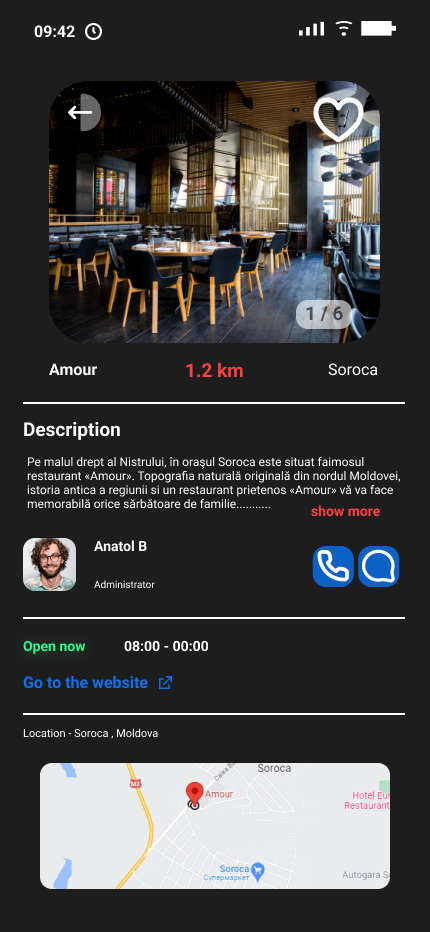 09:42
1 / 6
Amour 1.2 km Soroca
Description
Pe malul drept al Nistrului, în orașul Soroca este situat faimosul
restaurant «Amour». Topografia naturală originală din nordul Moldovei,
istoria antica a regiunii si un restaurant prietenos «Amour» vă va face
memorabilă orice sărbătoare de familie...........
show more
Anatol B
Administrator
Open now 08:00 - 00:00
Go to the website
Location - Soroca , Moldova
Soroca
M2
Amour
Hotel Eur
Restaurant
Soroca
Супермаркет
Autogara So